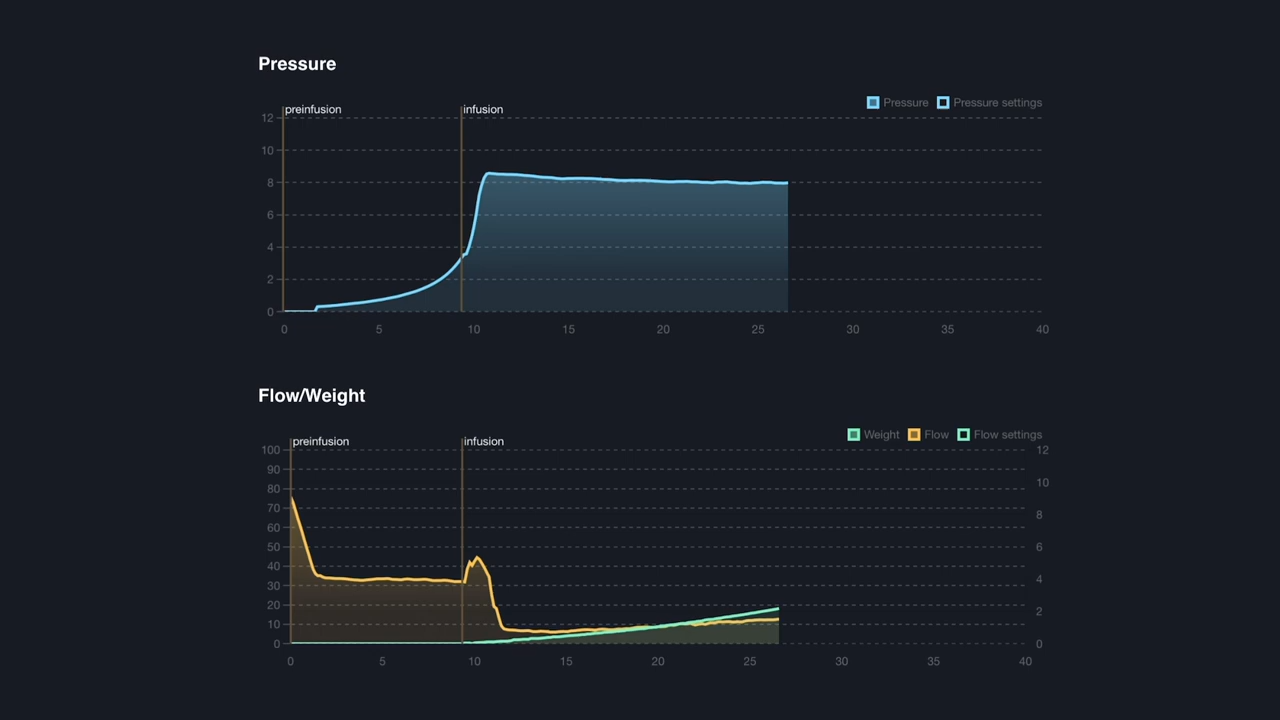 Pressure
Pressure Pressure settings
preinfusion infusion
12
10
8
6
4
2
0
0 5 10 15 20 25 30 35 40
Flow/Weight
Weight Flow Flow settings
preinfusion infusion
100 12
90
80 10
70 8
60
50 6
40 4
30
20 2
10
0 0
0 5 10 15 20 25 30 35 40